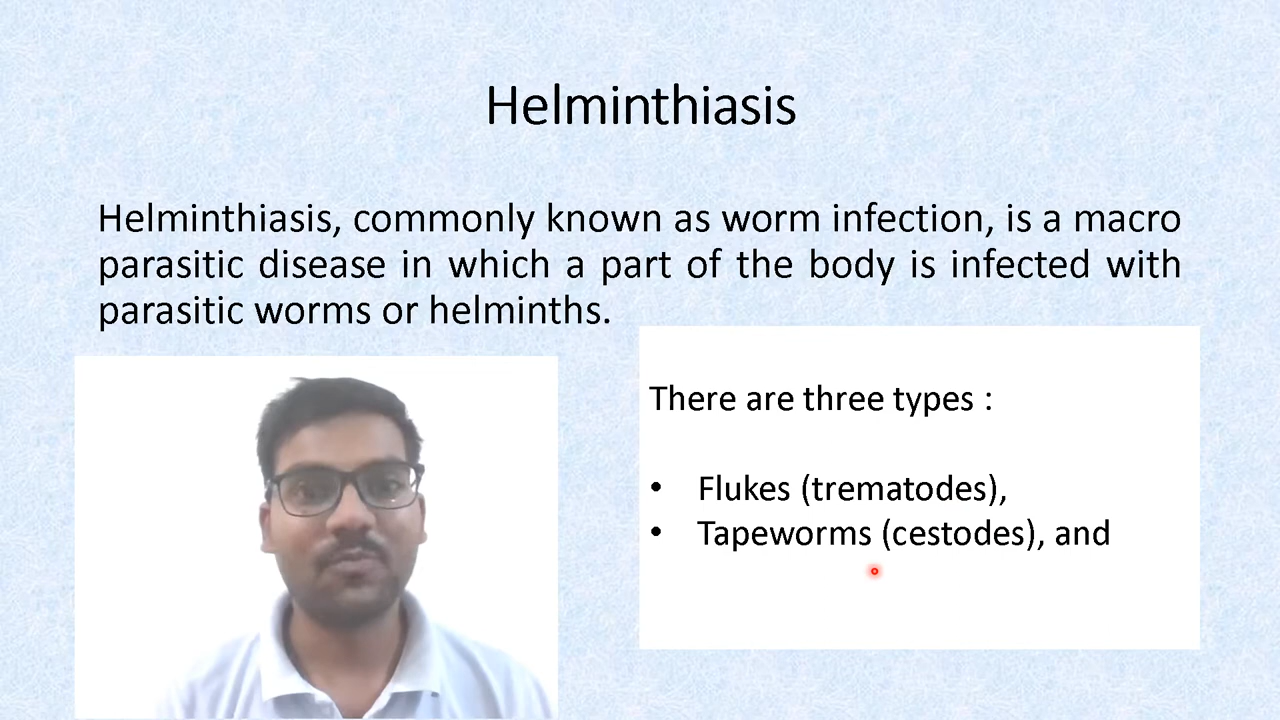 Helminthiasis
Helminthiasis, commonly known as worm infection, is a macro
parasitic disease in which a part of the body is infected with
parasitic worms or helminths.
There are three types :
• Flukes (trematodes),
• Tapeworms (cestodes), and